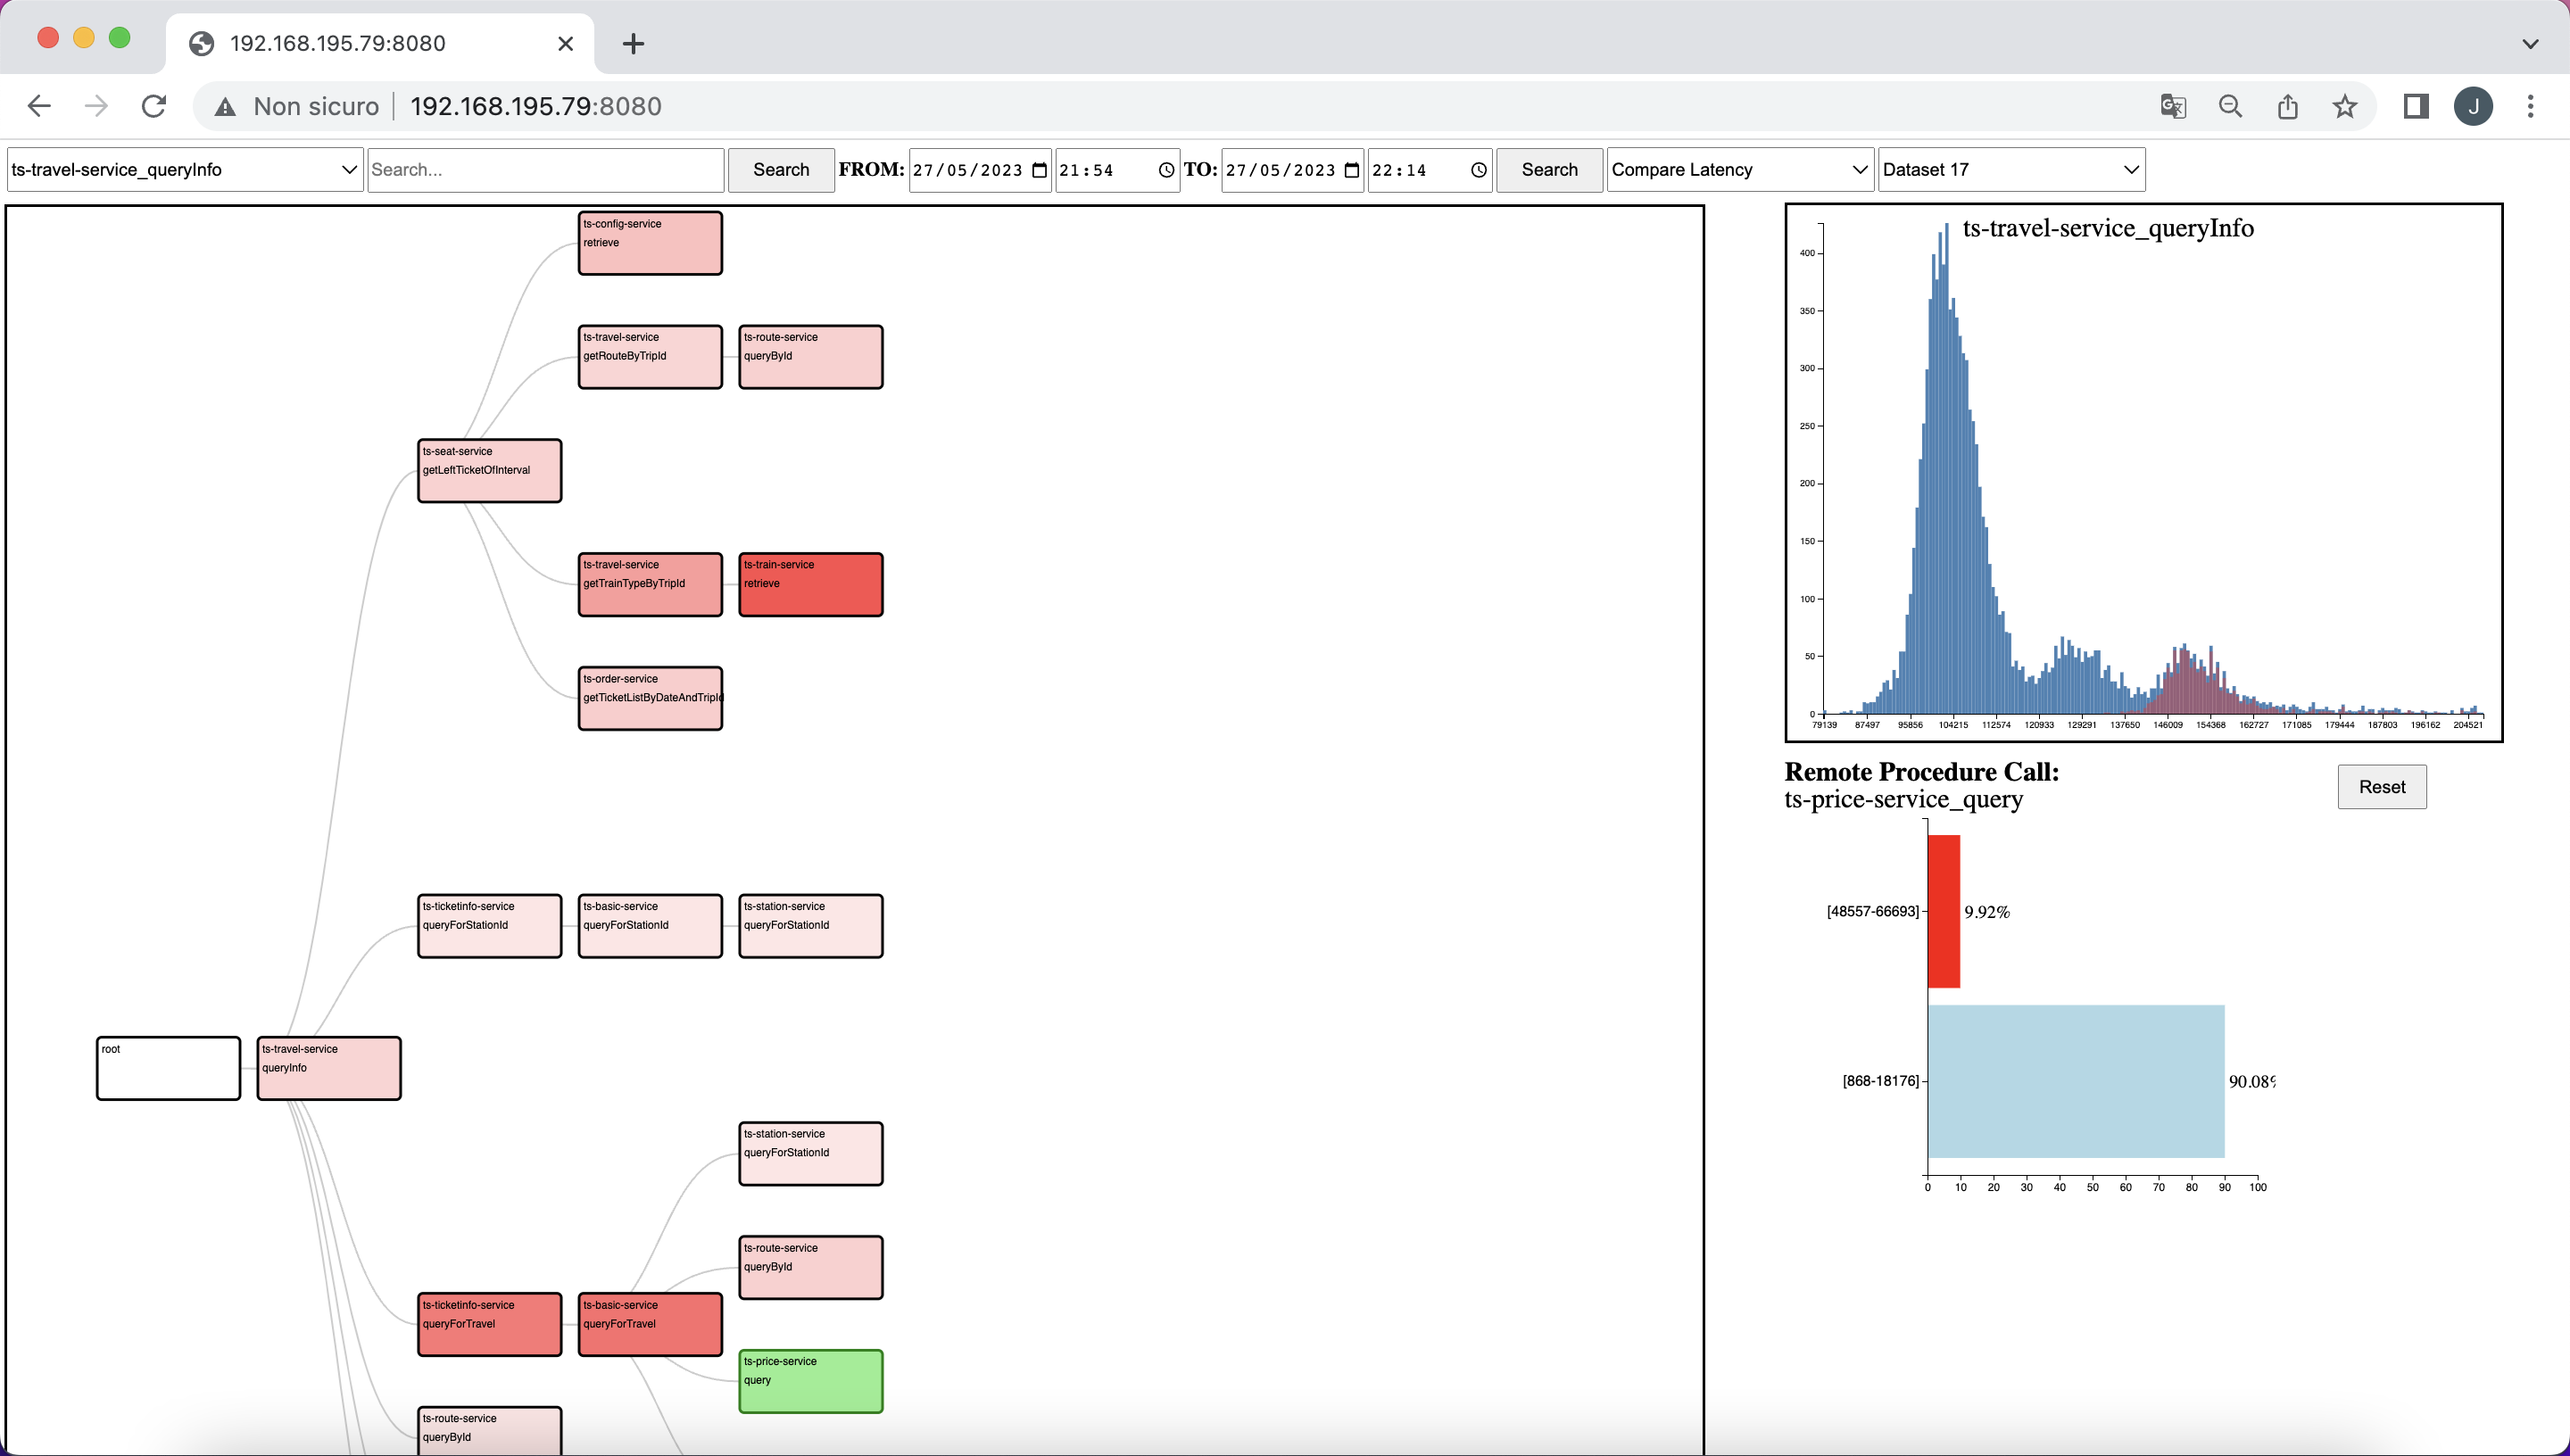 192.168.195.79:8080
Non sicuro
192.168.195.79:8080
J
ts-travel-service_queryInfo
Search...
Search
FROM:
27/05/2023
21:54
TO:
27/05/2023
22:14
Search
Compare Latency
Dataset 17
ts-config-service
retrieve
ts-travel-service
getRouteByTripId
ts-route-service
queryById
ts-seat-service
getLeftTicketOfInterval
ts-travel-service
getTrainTypeByTripId
ts-train-service
retrieve
ts-order-service
getTicketListByDateAndTripId
ts-ticketinfo-service
queryForStationId
ts-basic-service
queryForStationId
ts-station-service
queryForStationId
root
ts-travel-service
queryInfo
ts-station-service
queryForStationId
ts-route-service
queryById
ts-ticketinfo-service
queryForTravel
ts-basic-service
queryForTravel
ts-price-service
query
ts-route-service
queryById
ts-travel-service_queryInfo
400
350
300
250
200
150
100
50
0
79139 87497 95856 104215 112574 120933 129291 137650 146009 154368 162727 171085 179444 187803 196162 204521
Remote Procedure Call:
ts-price-service_query
Reset
[48557-66693]
9.92%
[868-18176]
90.08%
0 10 20 30 40 50 60 70 80 90 100